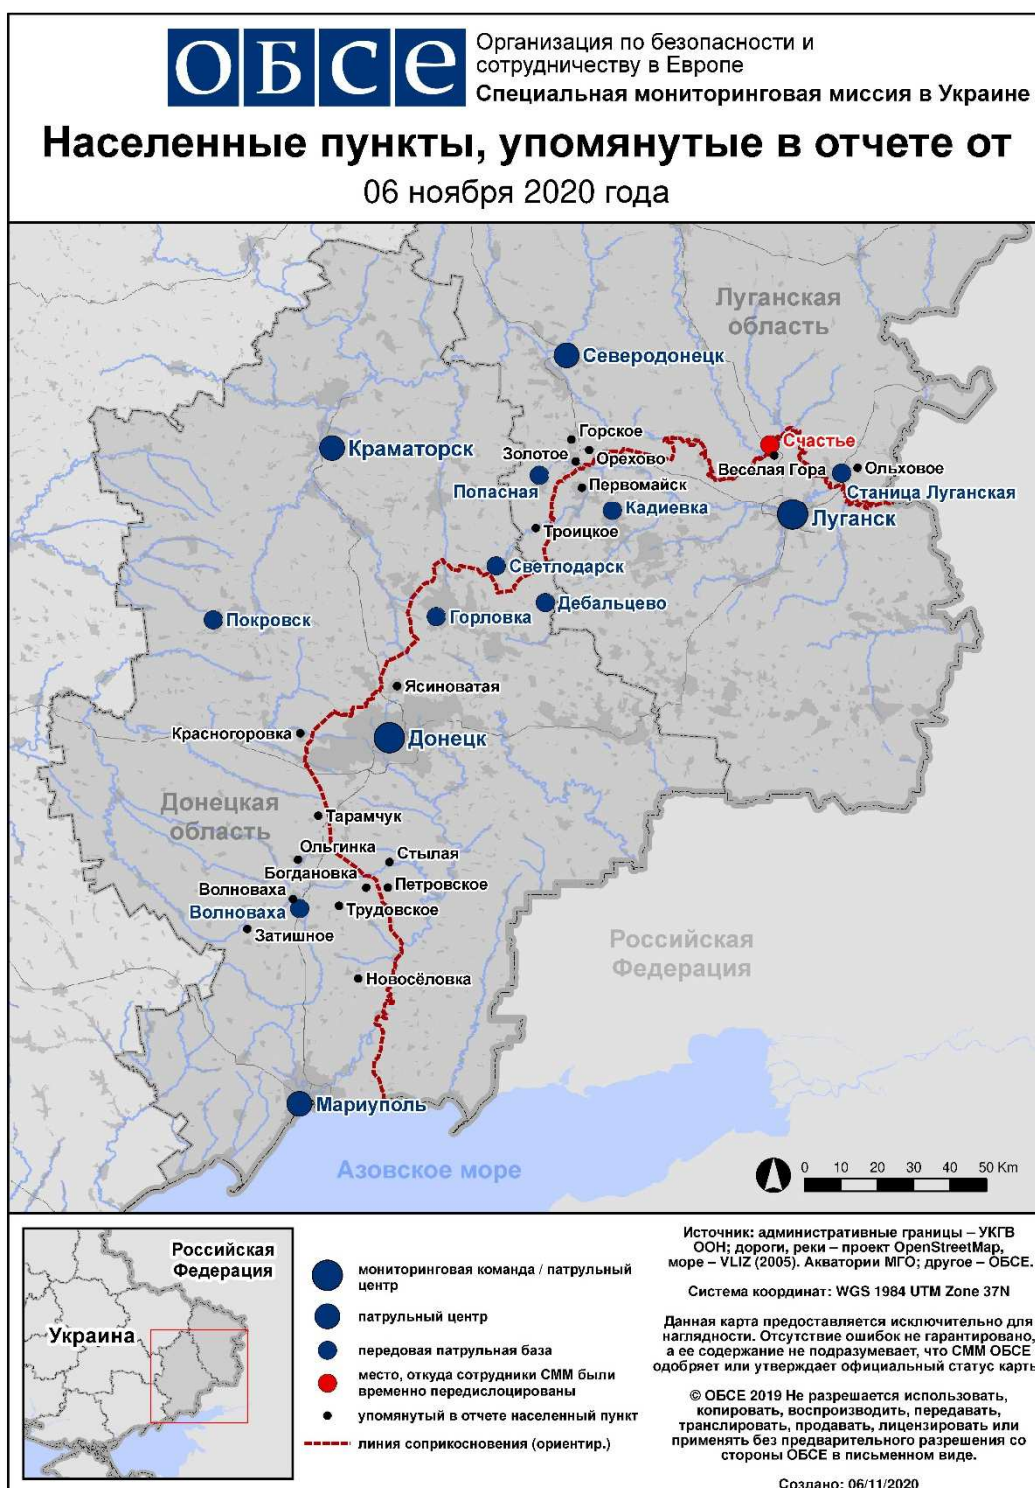 ОБСЕ
Организация по безопасности и
сотрудничеству в Европе
Специальная мониторинговая миссия в Украине
Населенные пункты, упомянутые в отчете от
06 ноября 2020 года
Луганская
область
Северодонецк
Горское
Счастье
Краматорск
Золотое
Орехово
Веселая Гора
Ольховое
Попасная
Первомайск
Станица Луганская
Кадиевка
Луганск
Троицкое
Светлодарск
Дебальцево
Покровск
Горловка
Ясиноватая
Красногоровка
Донецк
Донецкая
область
Тарамчук
Ольгинка
Стылая
Богдановка
Петровское
Волноваха
Волноваха
Трудовское
Затишное
Российская
Федерация
Новосёловка
Мариуполь
Азовское море
0 10 20 30 40 50 Km
Российская
Федерация
Украина
мониторинговая команда / патрульный
центр
патрульный центр
передовая патрульная база
место, откуда сотрудники СММ были
временно передислоцированы
упомянутый в отчете населенный пункт
линия соприкосновения (ориентир.)
Источник: административные границы – УКГВ
ООН; дороги, реки – проект OpenStreetMap,
море – VLIZ (2005). Акватории МГО; другое – ОБСЕ.
Система координат: WGS 1984 UTM Zone 37N
Данная карта предоставляется исключительно для
наглядности. Отсутствие ошибок не гарантировано,
а ее содержание не подразумевает, что СММ ОБСЕ
одобряет или утверждает официальный статус карты
© ОБСЕ 2019 Не разрешается использовать,
копировать, воспроизводить, передавать,
транслировать, продавать, лицензировать или
применять без предварительного разрешения со
стороны ОБСЕ в письменном виде.
Создано: 06/11/2020